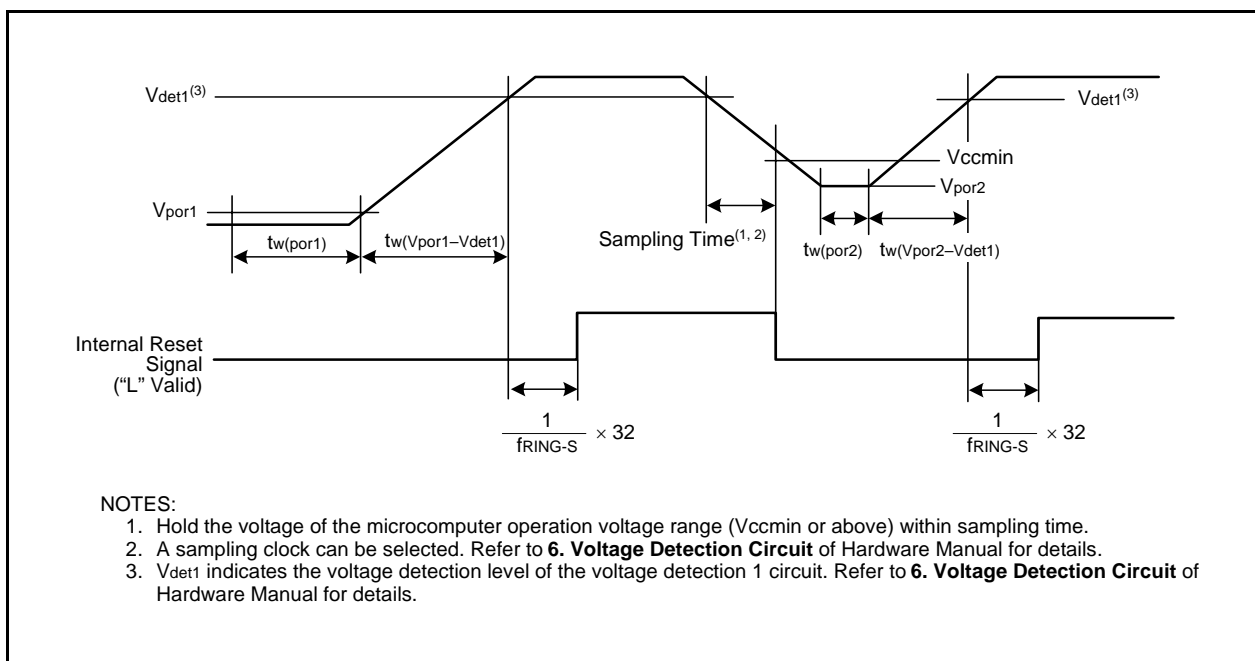 Vdet1(3)
Vdet1(3)
Vccmin
Vpor2
Vpor1
tw(por1)
tw(Vpor1–Vdet1)
Sampling Time(1, 2)
tw(por2)
tw(Vpor2–Vdet1)
Internal Reset
Signal
(“L” Valid)
1
fRING-S
× 32
1
fRING-S
× 32
NOTES:
1. Hold the voltage of the microcomputer operation voltage range (Vccmin or above) within sampling time.
2. A sampling clock can be selected. Refer to 6. Voltage Detection Circuit of Hardware Manual for details.
3. Vdet1 indicates the voltage detection level of the voltage detection 1 circuit. Refer to 6. Voltage Detection Circuit of
Hardware Manual for details.